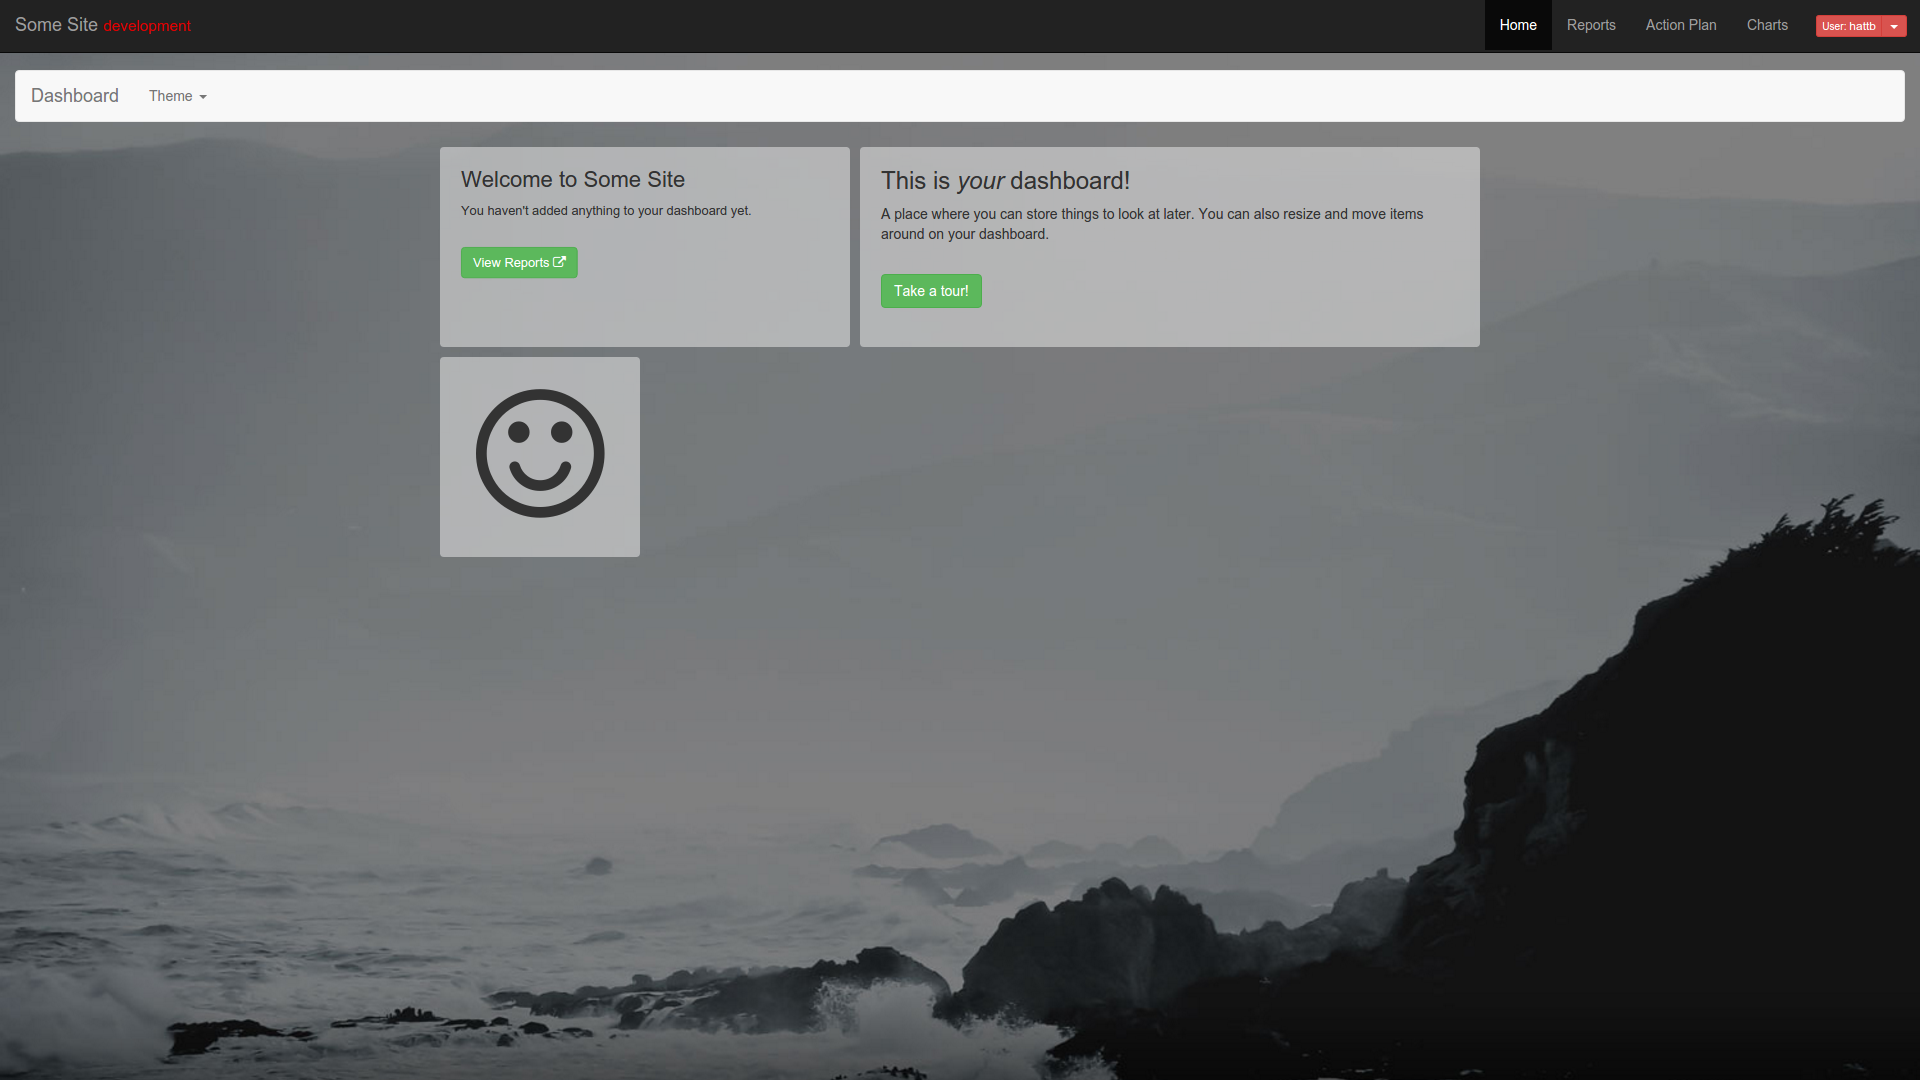 Some Site development
Home Reports Action Plan Charts User: hattb
Dashboard Theme
Welcome to Some Site
You haven't added anything to your dashboard yet.
View Reports
This is your dashboard!
A place where you can store things to look at later. You can also resize and move items
around on your dashboard.
Take a tour!